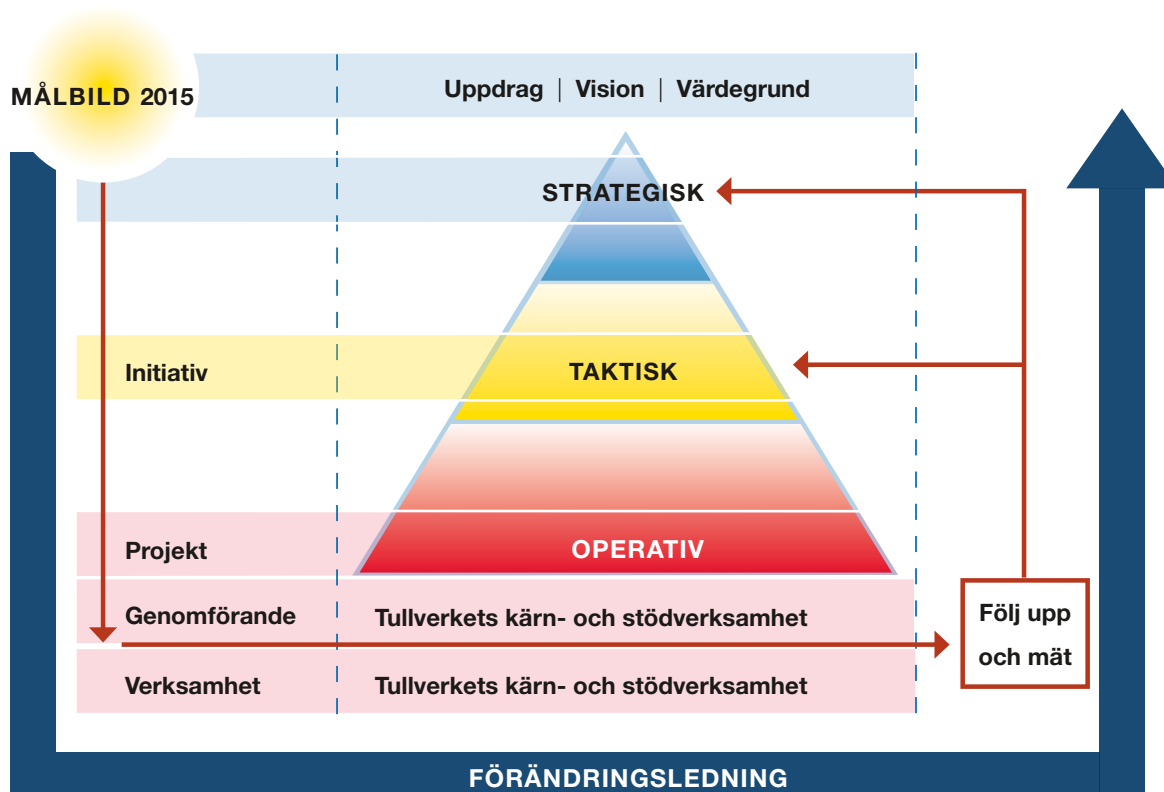 MÅLBILD 2015
Uppdrag | Vision | Värdegrund
STRATEGISK
Initiativ
TAKTISK
Projekt
OPERATIV
Genomförande
Tullverkets kärn- och stödverksamhet
Verksamhet
Tullverkets kärn- och stödverksamhet
Följ upp
och mät
FÖRÄNDRINGSLEDNING